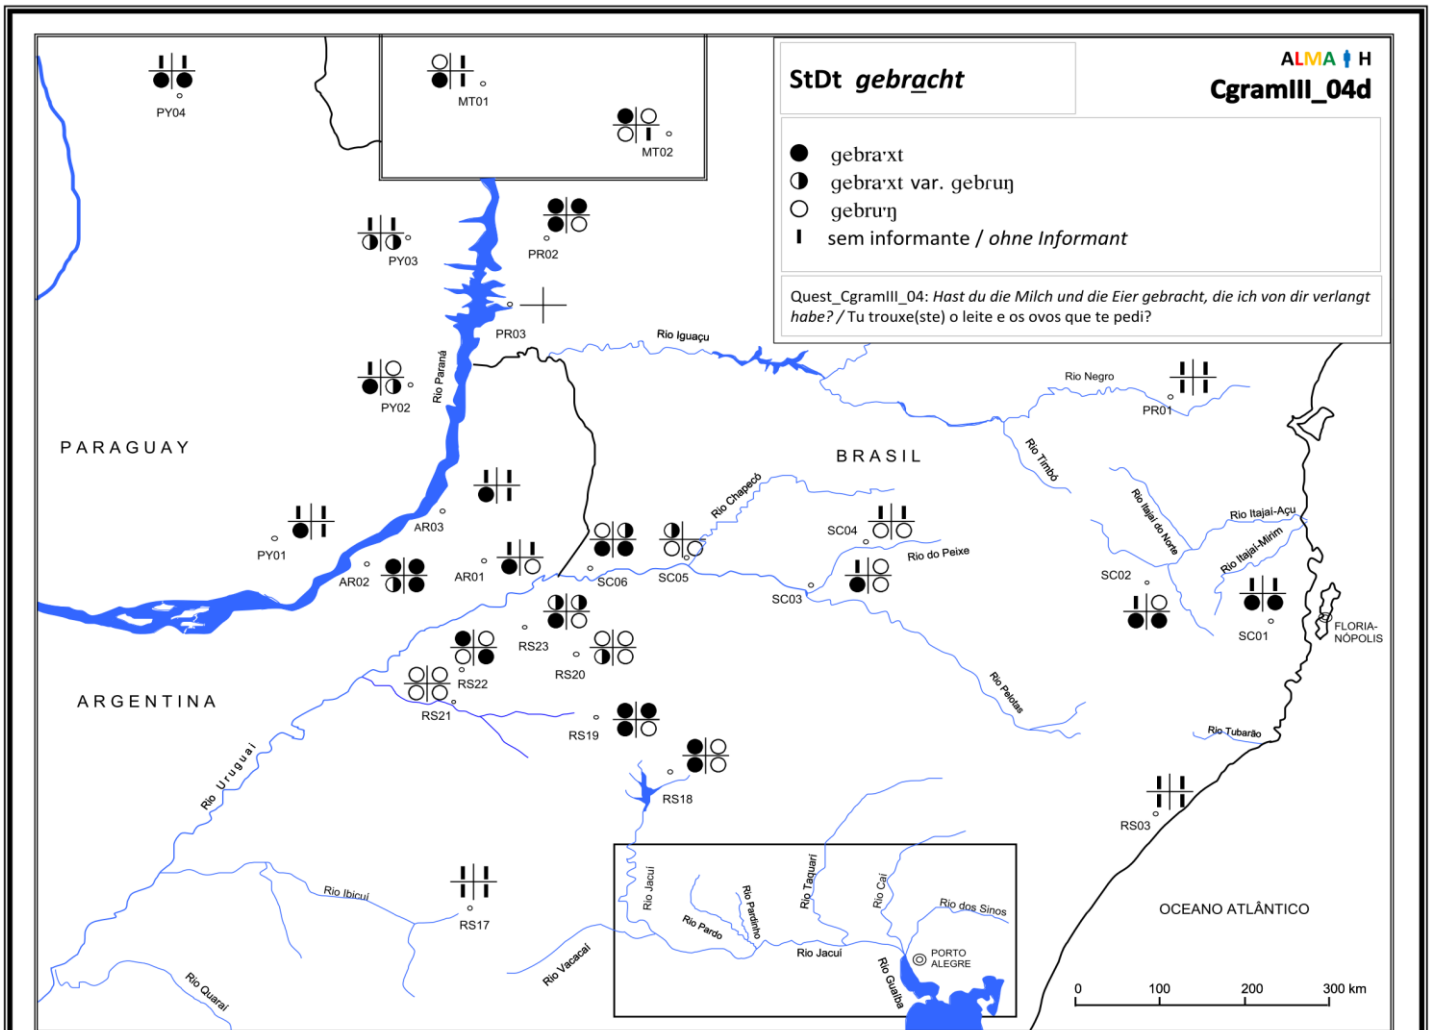 StDt gebracht
ALMA H
CgramIII_04d
gebraˑxt
gebraˑxt var. gebruŋ
gebruˑŋ
sem informante / ohne Informant
Quest_CgramIII_04: Hast du die Milch und die Eier gebracht, die ich von dir verlangt
habe? / Tu trouxe(ste) o leite e os ovos que te pedi?
PY04
MT01
MT02
PY03
PR02
PR03
Rio Iguaçu
Rio Paraná
PY02
Rio Negro
PR01
PARAGUAY
BRASIL
Rio Timbó
Rio Chapecó
Rio Itajaí do Norte
Rio Itajaí-Açu
Rio Itajaí-Mirim
AR03
PY01
SC04
Rio do Peixe
AR02
AR01
SC06
SC05
SC03
SC02
SC01
FLORIA-
NÓPOLIS
RS23
RS20
RS22
RS21
ARGENTINA
Rio Pelotas
RS19
Rio Tubarão
Rio Uruguai
RS18
RS03
Rio Ibicuí
RS17
Rio Jacuí
Rio Pardo
Rio Pardinho
Rio Taquarí
Rio Caí
Rio dos Sinos
OCEANO ATLÂNTICO
Rio Vacacaí
Rio Jacuí
PORTO
ALEGRE
Rio Guaíba
Rio Quaraí
0 100 200 300 km